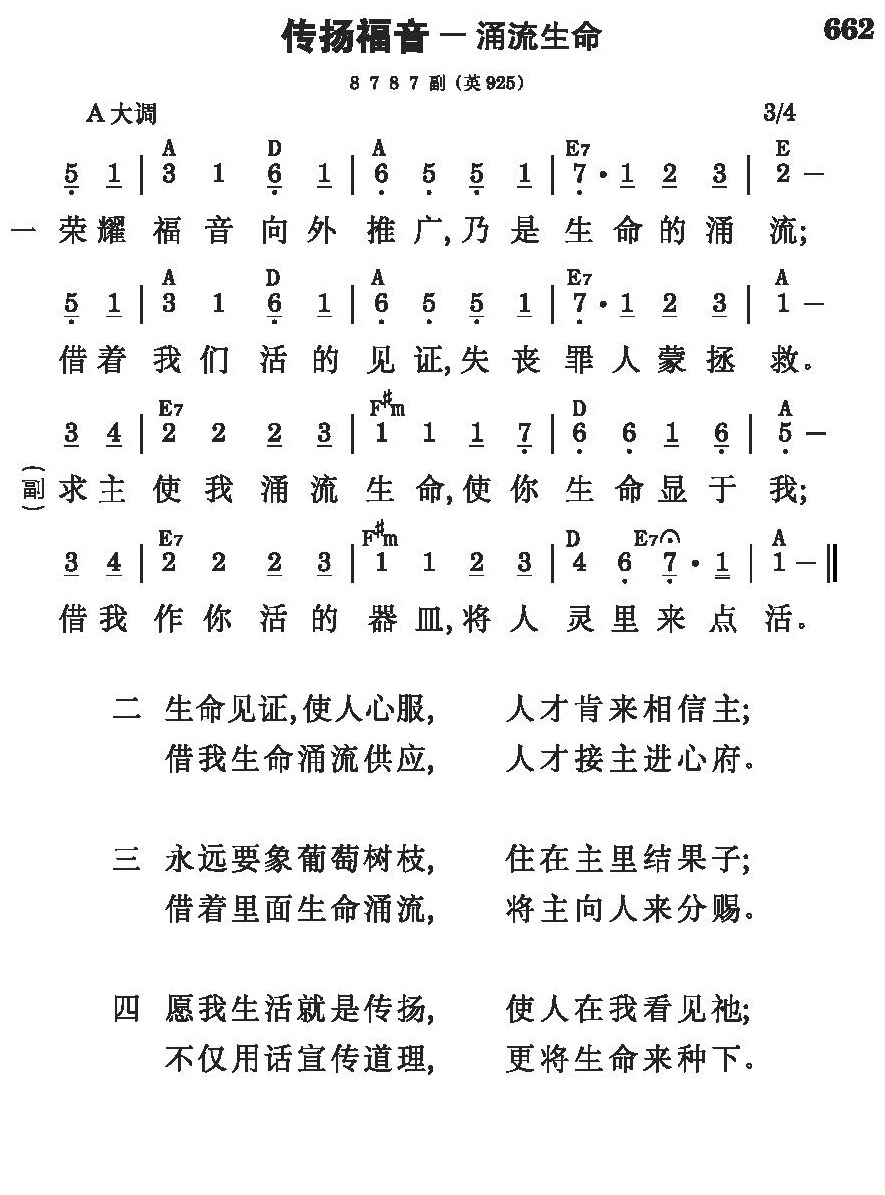 传扬福音－涌流生命 662
8 7 8 7 副（英925）
A大调 3/4
A D A E7 E
5 1 | 3 1 6 1 | 6 5 5 1 | 7 · 1 2 3 | 2 －
一 荣耀 福音向外 推广,乃是 生命的涌 流;
A D A E7 A
5 1 | 3 1 6 1 | 6 5 5 1 | 7 · 1 2 3 | 1 －
借着 我们活的 见证,失丧 罪人蒙拯 救。
E7 F#m D A
3 4 | 2 2 2 3 | 1 1 1 7 | 6 6 1 6 | 5 －
(副) 求主 使我涌流 生命,使你 生命显于 我;
E7 F#m D E7 A
3 4 | 2 2 2 3 | 1 1 2 3 | 4 6 7 · 1 | 1 － ‖
借我 作你活的 器皿,将人 灵里来点 活。
二 生命见证,使人心服, 人才肯来相信主;
借我生命涌流供应, 人才接主进心府。
三 永远要象葡萄树枝, 住在主里结果子;
借着里面生命涌流, 将主向人来分赐。
四 愿我生活就是传扬, 使人在我看见祂;
不仅用话宣传道理, 更将生命来种下。